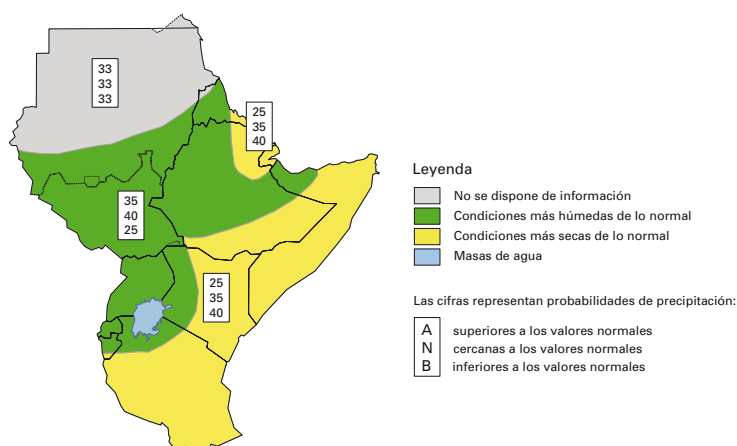 33
33
33
25
35
40
35
40
25
25
35
40
Leyenda
No se dispone de información
Condiciones más húmedas de lo normal
Condiciones más secas de lo normal
Masas de agua
Las cifras representan probabilidades de precipitación:
A superiores a los valores normales
N cercanas a los valores normales
B inferiores a los valores normales